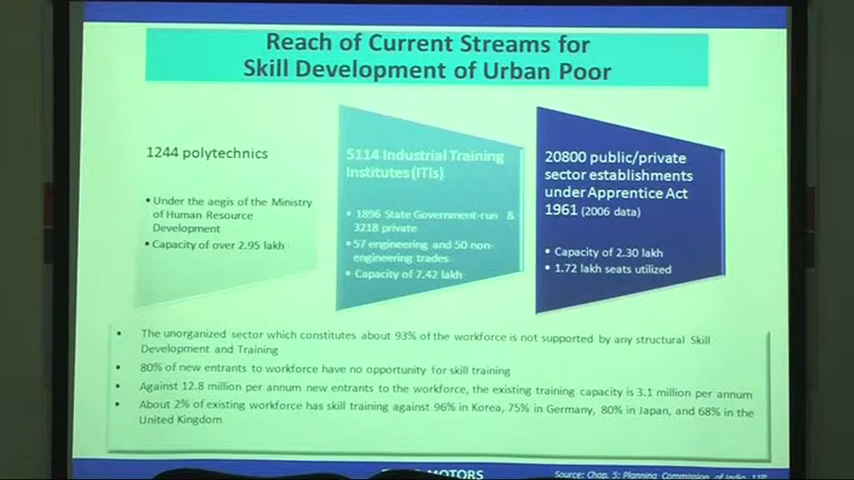 Reach of Current Streams for
Skill Development of Urban Poor
1244 polytechnics
• Under the aegis of the Ministry
of Human Resource
Development
• Capacity of over 2.95 lakh
5114 Industrial Training
Institutes (ITIs)
• 1896 State Government-run &
3218 private
• 57 engineering and 50 non-
engineering trades
• Capacity of 7.42 lakh
20800 public/private
sector establishments
under Apprentice Act
1961 (2006 data)
• Capacity of 2.30 lakh
• 1.72 lakh seats utilized
• The unorganized sector which constitutes about 93% of the workforce is not supported by any structural Skill
Development and Training
• 80% of new entrants to workforce have no opportunity for skill training
• Against 12.8 million per annum new entrants to the workforce, the existing training capacity is 3.1 million per annum
• About 2% of existing workforce has skill training against 96% in Korea, 75% in Germany, 80% in Japan, and 68% in the
United Kingdom
MOTORS
Source: Chap. 5: Planning Commission of India